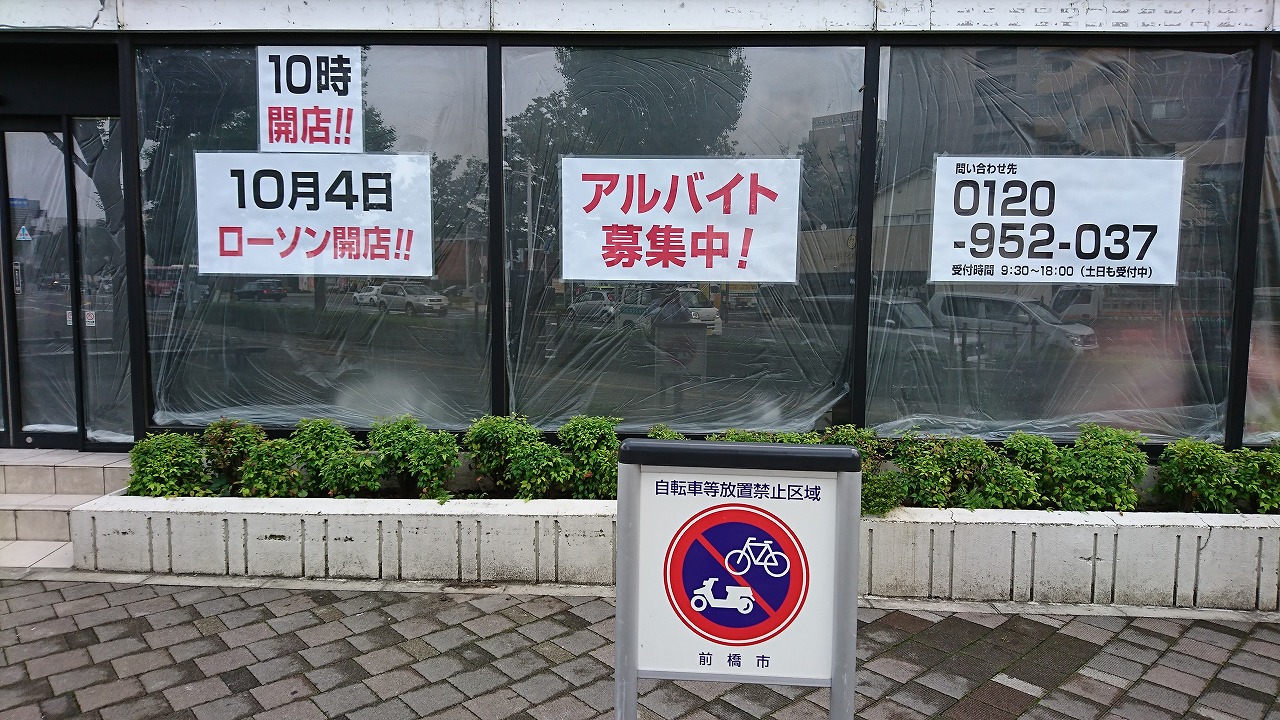 10時
開店!!
10月4日
ローソン開店!!
アルバイト
募集中!
問い合わせ先
0120
-952-037
受付時間 9:30~18:00(土日も受付中)
自転車等放置禁止区域
前橋市